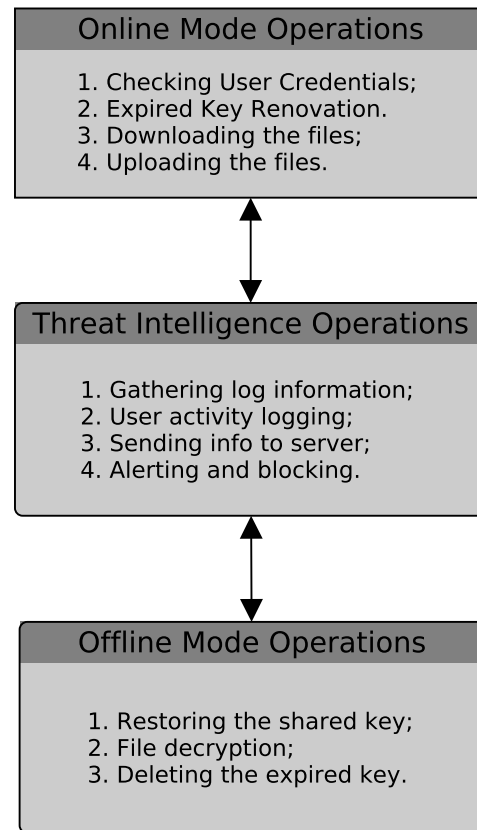 Online Mode Operations
1. Checking User Credentials;
2. Expired Key Renovation.
3. Downloading the files;
4. Uploading the files.
Threat Intelligence Operations
1. Gathering log information;
2. User activity logging;
3. Sending info to server;
4. Alerting and blocking.
Offline Mode Operations
1. Restoring the shared key;
2. File decryption;
3. Deleting the expired key.